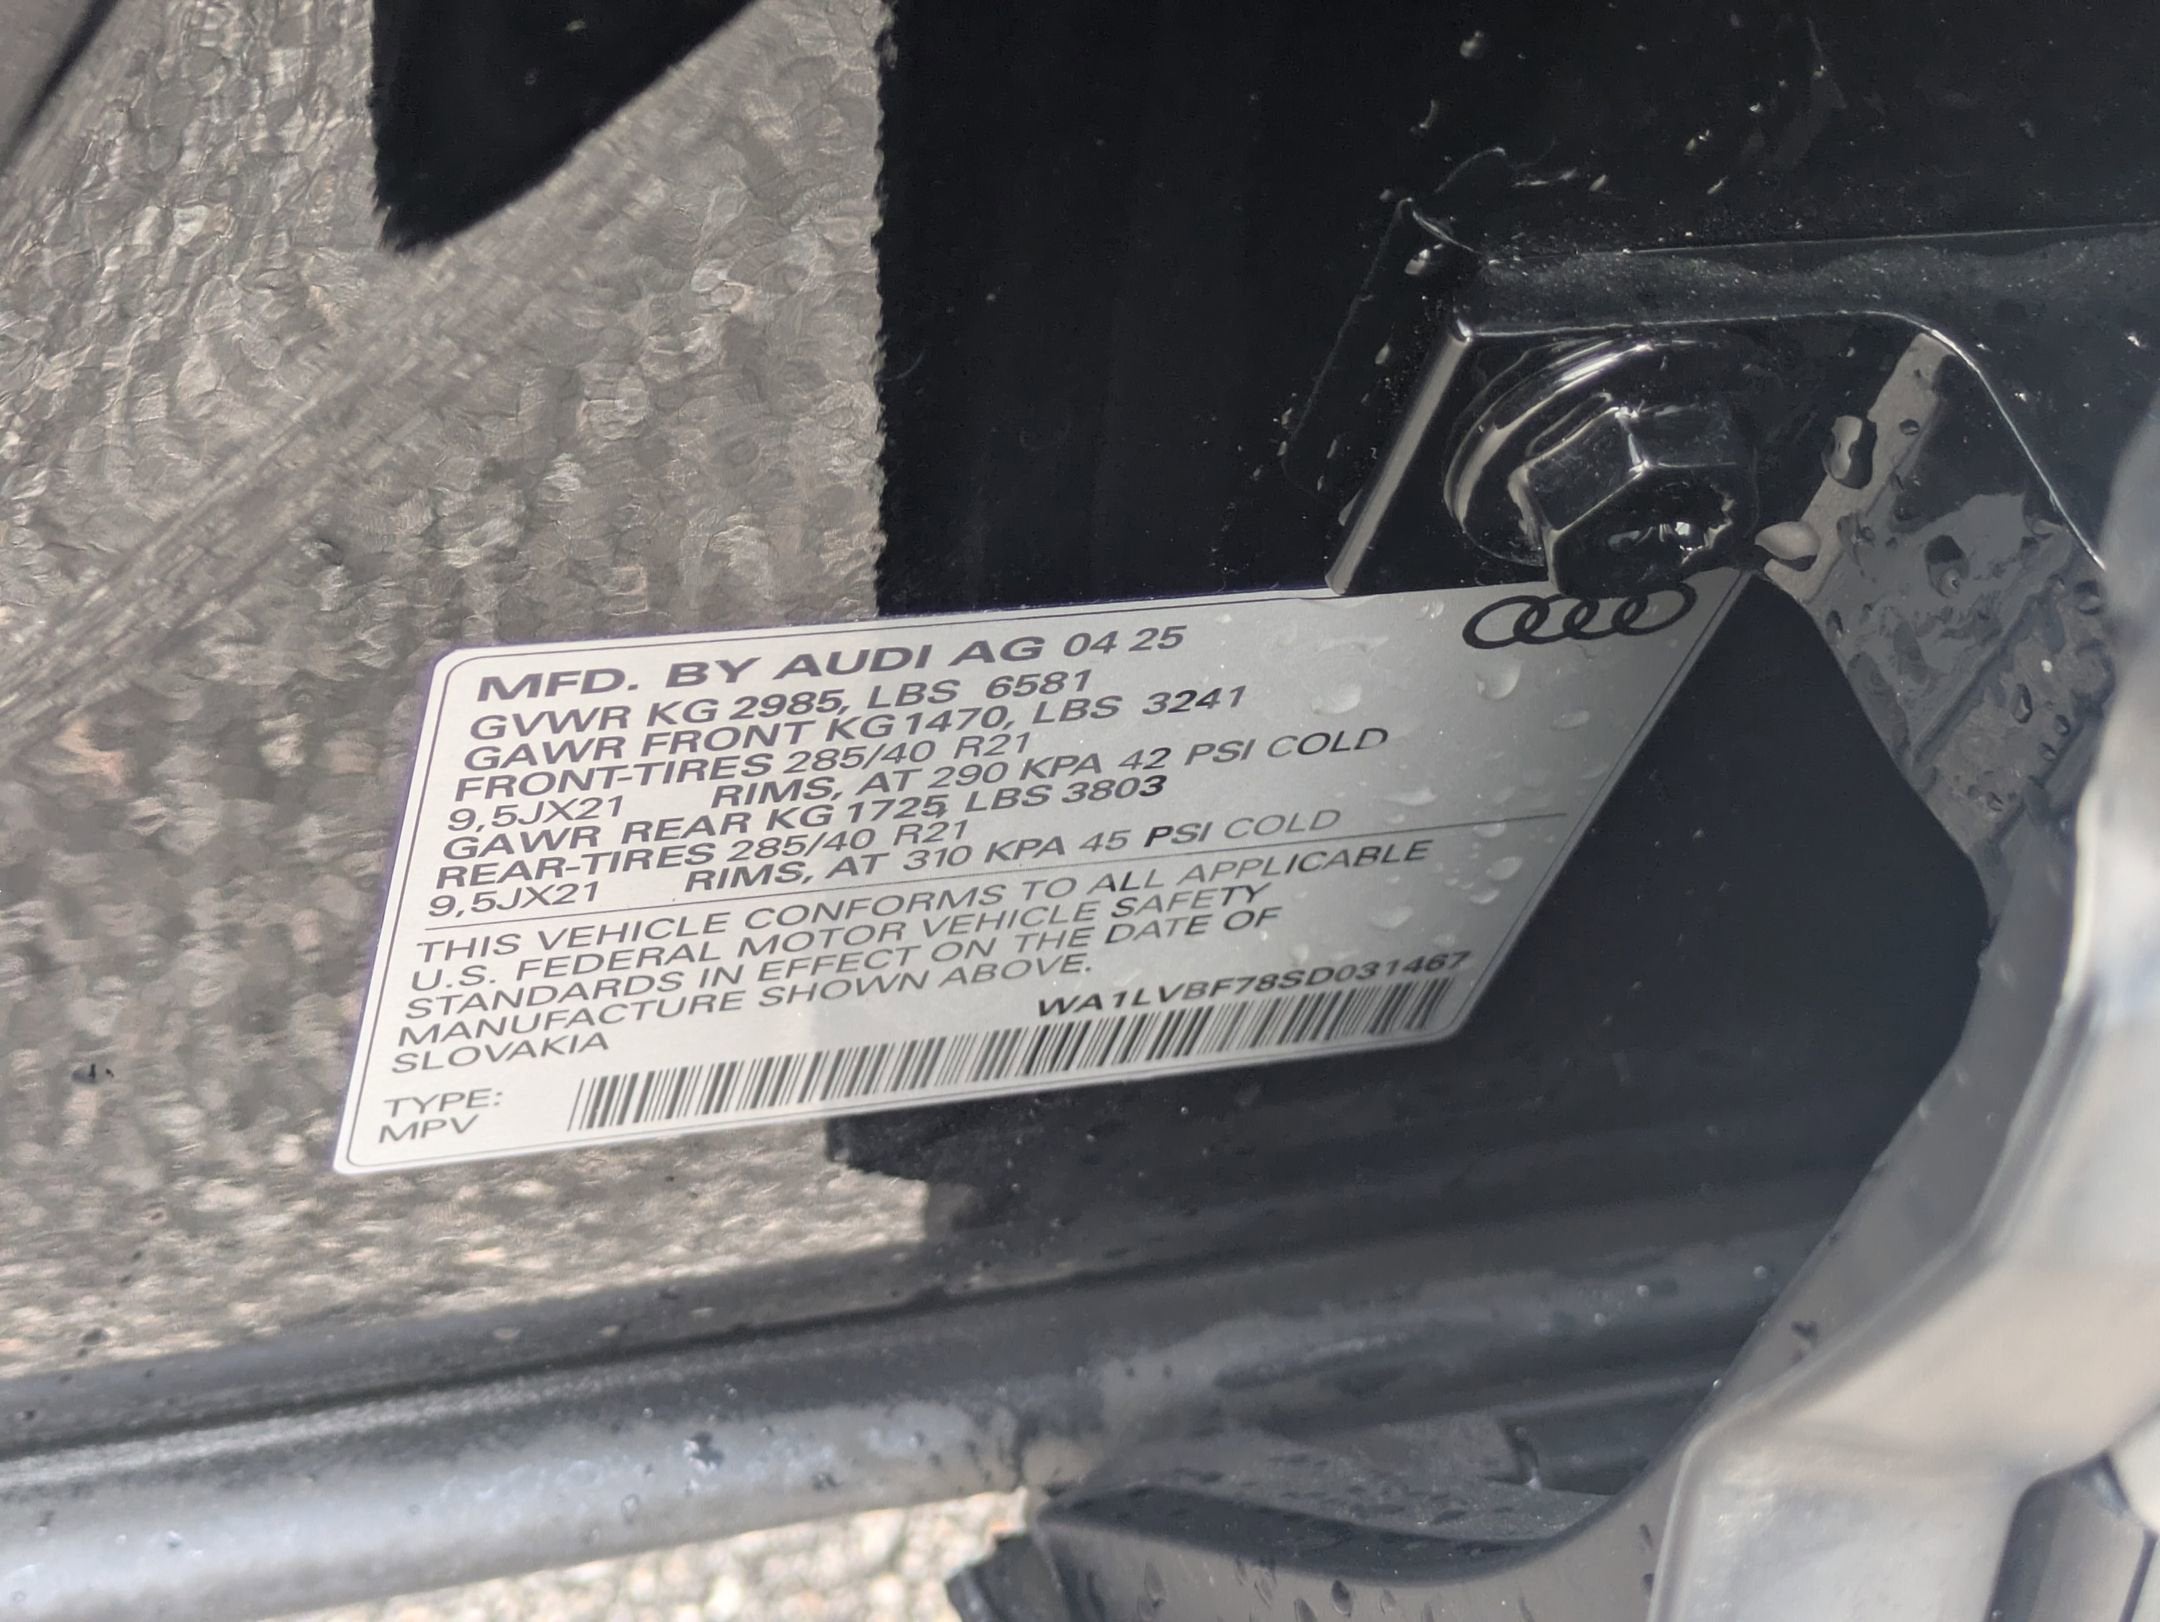 MFD. BY AUDI AG 04 25
GVWR KG 2985, LBS 6581
GAWR FRONT KG 1470, LBS 3241
FRONT-TIRES 285/40 R21
9,5JX21 RIMS, AT 290 KPA 42 PSI COLD
GAWR REAR KG 1725, LBS 3803
REAR-TIRES 285/40 R21
9,5JX21 RIMS, AT 310 KPA 45 PSI COLD
THIS VEHICLE CONFORMS TO ALL APPLICABLE
U.S. FEDERAL MOTOR VEHICLE SAFETY
STANDARDS IN EFFECT ON THE DATE OF
MANUFACTURE SHOWN ABOVE.
SLOVAKIA
WA1LVBF78SD031467
TYPE:
MPV